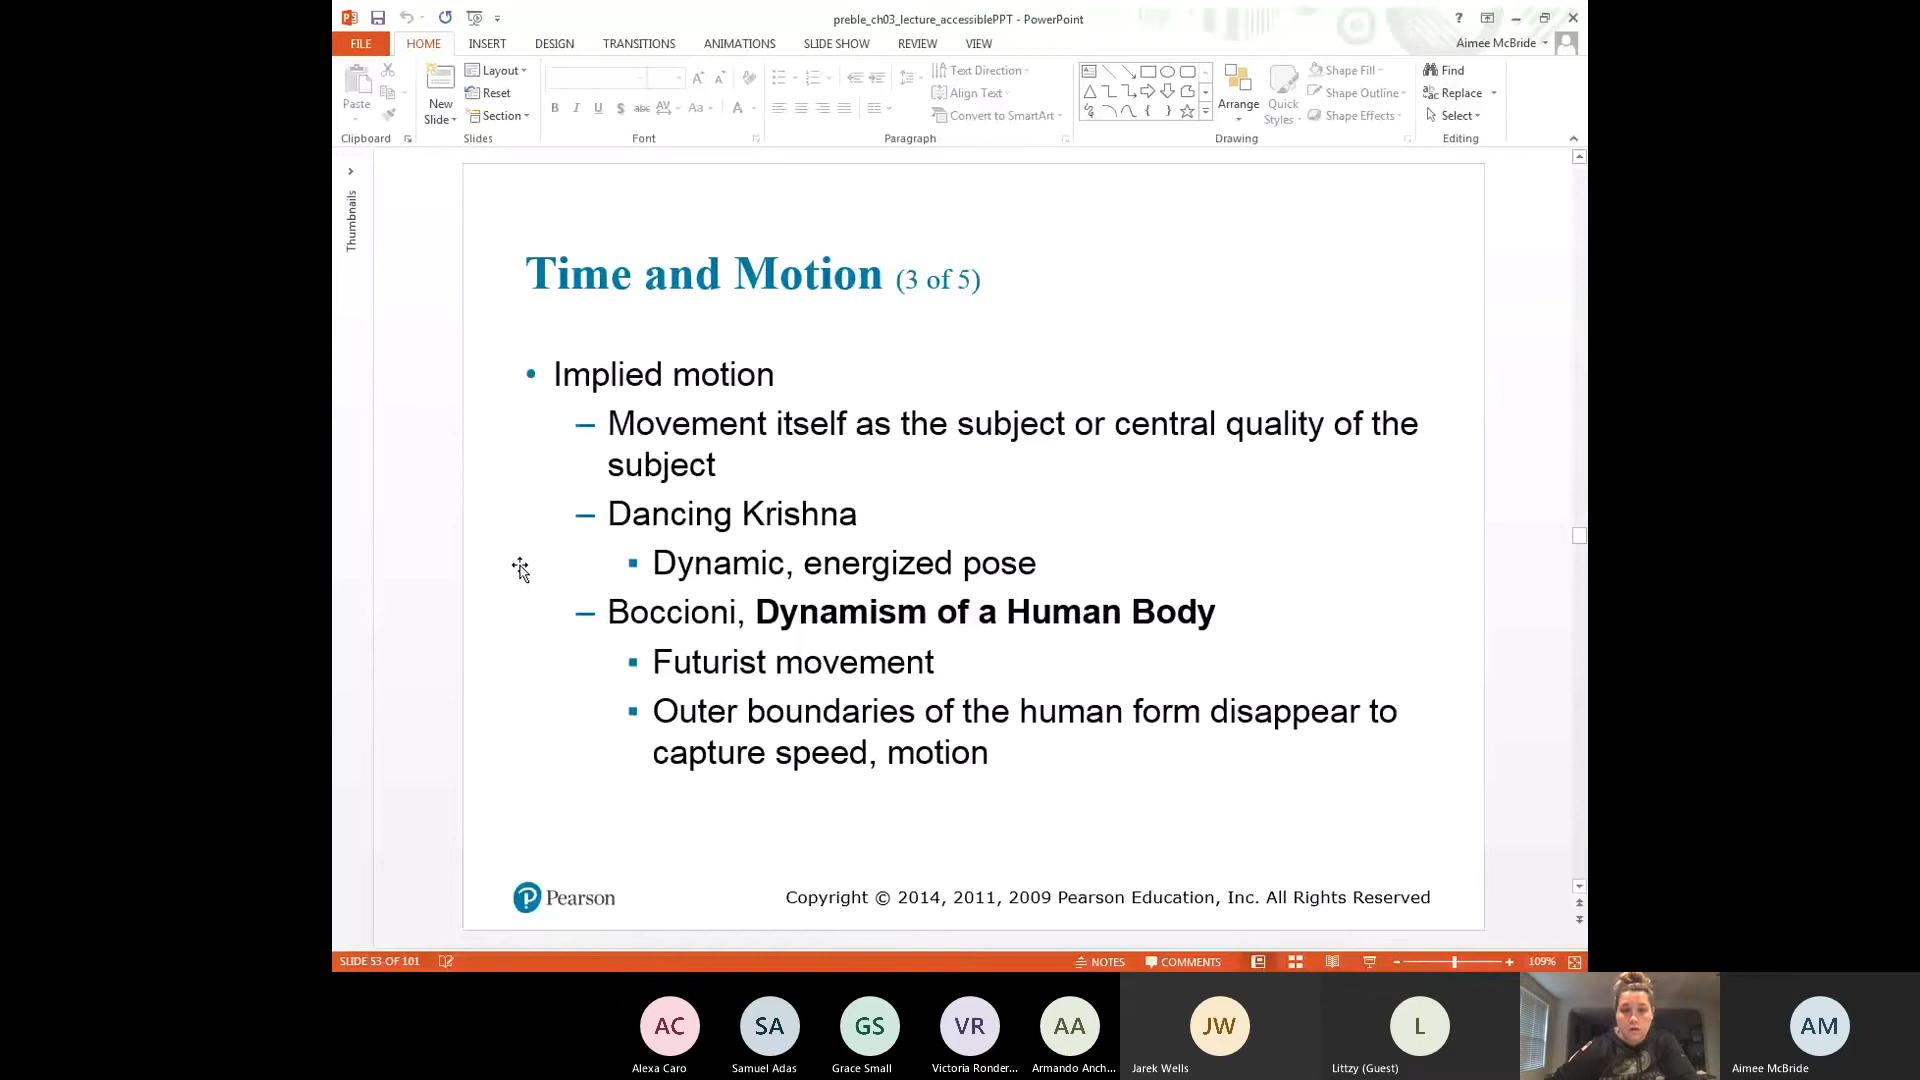 preble_ch03_lecture_accessiblePPT - PowerPoint
FILE HOME INSERT DESIGN TRANSITIONS ANIMATIONS SLIDE SHOW REVIEW VIEW
Aimee McBride
Paste
Clipboard
New Slide
Layout
Reset
Section
Slides
B I U S abc AV Aa A
Font
Text Direction
Align Text
Convert to SmartArt
Paragraph
Arrange
Quick Styles
Shape Fill
Shape Outline
Shape Effects
Drawing
Find
Replace
Select
Editing
Thumbnails
Time and Motion (3 of 5)
• Implied motion
– Movement itself as the subject or central quality of the
subject
– Dancing Krishna
▪ Dynamic, energized pose
– Boccioni, Dynamism of a Human Body
▪ Futurist movement
▪ Outer boundaries of the human form disappear to
capture speed, motion
Pearson
Copyright © 2014, 2011, 2009 Pearson Education, Inc. All Rights Reserved
SLIDE 53 OF 101
NOTES
COMMENTS
109%
AC SA GS VR AA JW L AM
Alexa Caro Samuel Adas Grace Small Victoria Ronder... Armando Anch... Jarek Wells Littzy (Guest) Aimee McBride